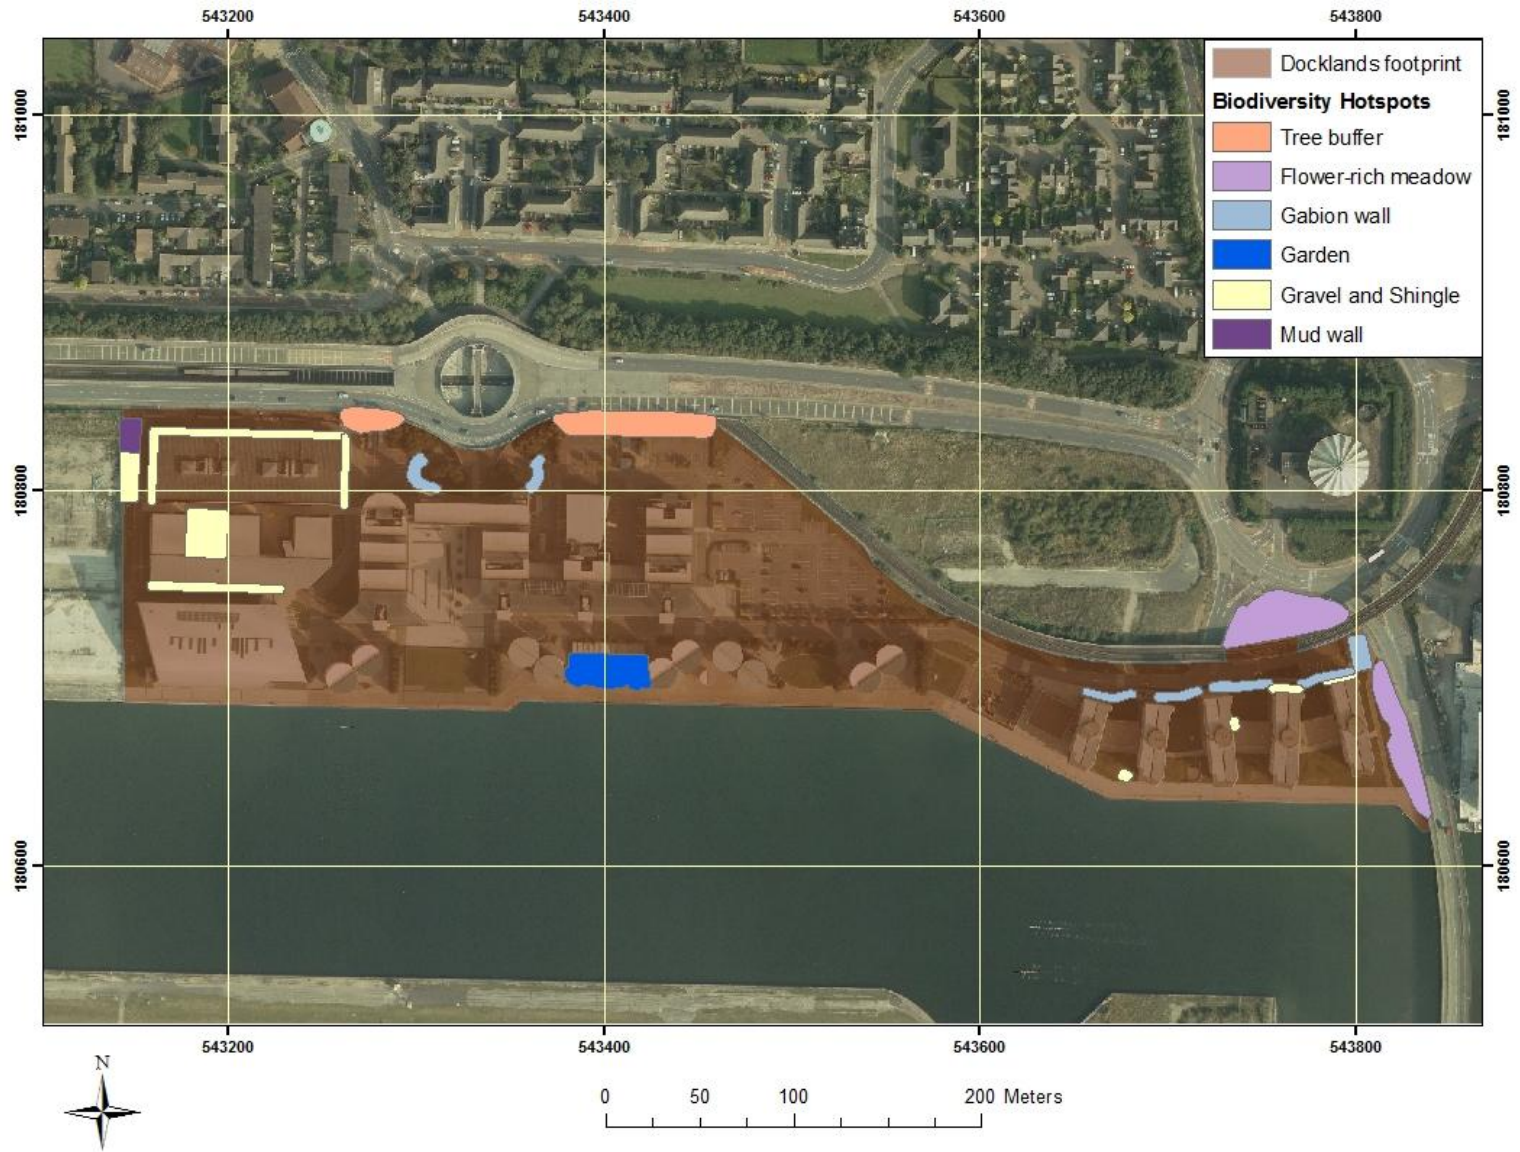 543200 543400 543600 543800
Docklands footprint
Biodiversity Hotspots
Tree buffer
Flower-rich meadow
Gabion wall
Garden
Gravel and Shingle
Mud wall
181000 181000
180800 180800
180600 180600
543200 543400 543600 543800
N
0 50 100 200 Meters